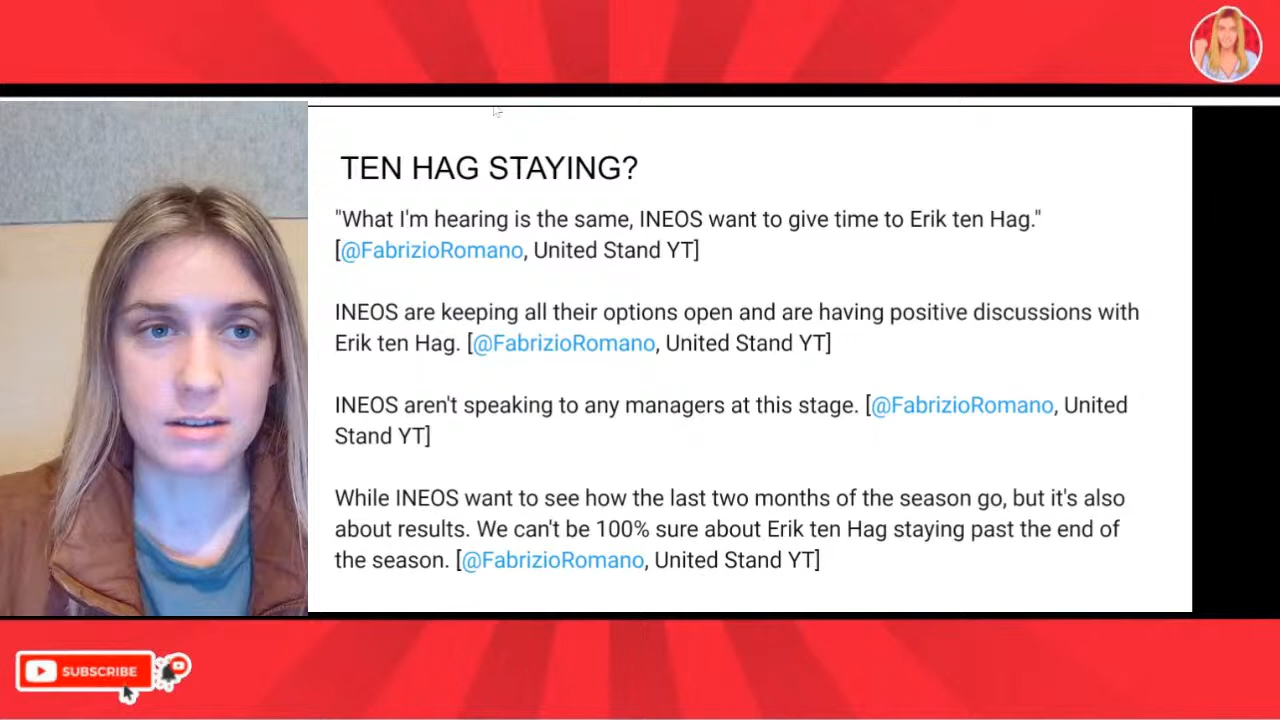 TEN HAG STAYING?
"What I'm hearing is the same, INEOS want to give time to Erik ten Hag."
[@FabrizioRomano, United Stand YT]
INEOS are keeping all their options open and are having positive discussions with
Erik ten Hag. [@FabrizioRomano, United Stand YT]
INEOS aren't speaking to any managers at this stage. [@FabrizioRomano, United
Stand YT]
While INEOS want to see how the last two months of the season go, but it's also
about results. We can't be 100% sure about Erik ten Hag staying past the end of
the season. [@FabrizioRomano, United Stand YT]
SUBSCRIBE